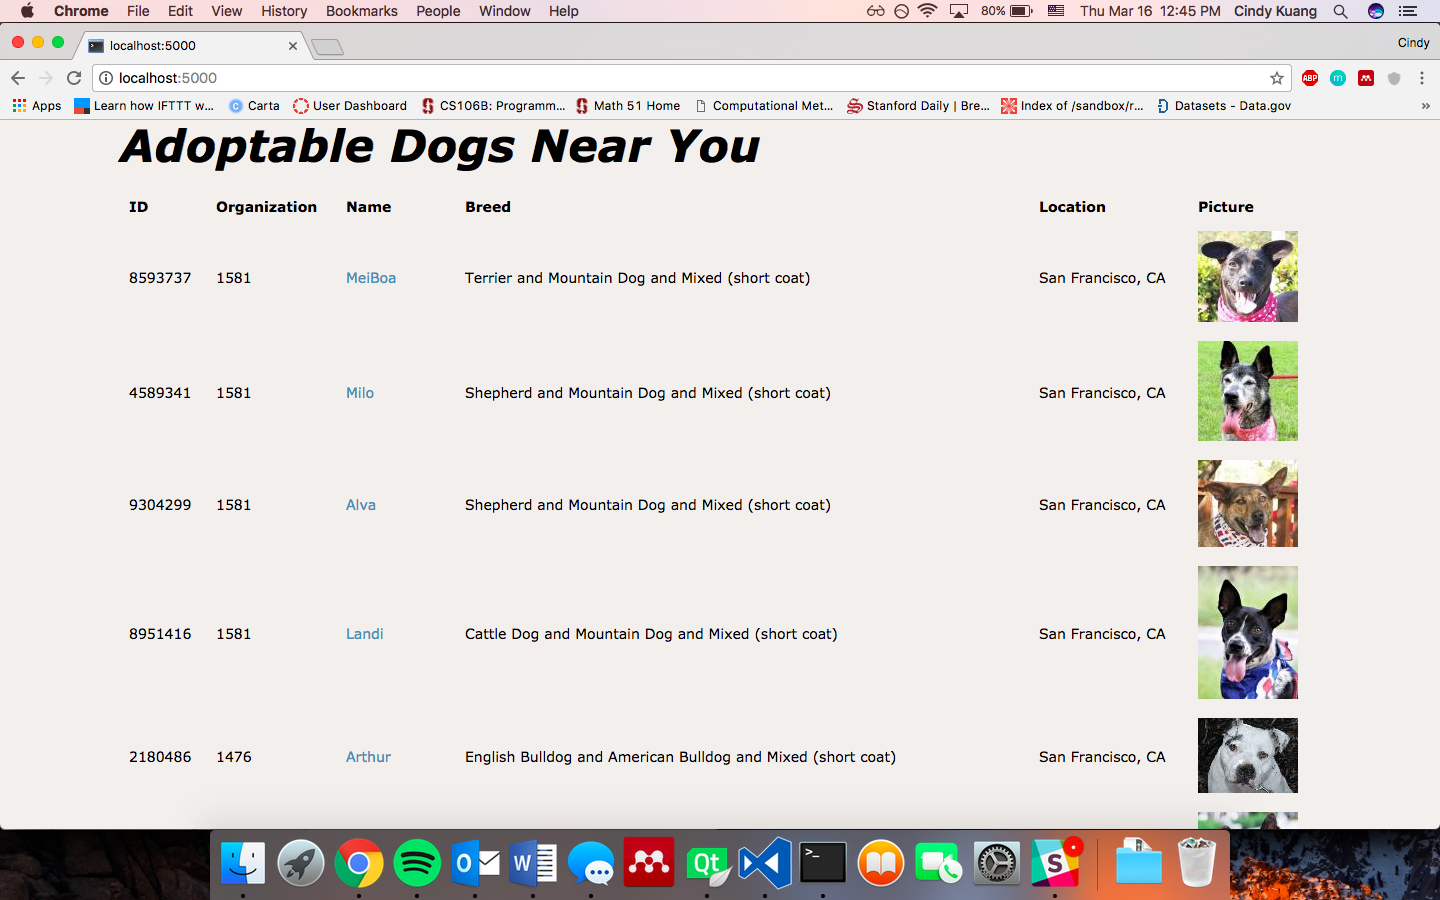 Chrome File Edit View History Bookmarks People Window Help 80% Thu Mar 16 12:45 PM Cindy Kuang
localhost:5000 Cindy
localhost:5000 ABP m
Apps Learn how IFTTT w... C Carta User Dashboard CS106B: Programm... Math 51 Home Computational Met... Stanford Daily | Bre... Index of /sandbox/r... Datasets - Data.gov »
Adoptable Dogs Near You
ID Organization Name Breed Location Picture
8593737 1581 MeiBoa Terrier and Mountain Dog and Mixed (short coat) San Francisco, CA
4589341 1581 Milo Shepherd and Mountain Dog and Mixed (short coat) San Francisco, CA
9304299 1581 Alva Shepherd and Mountain Dog and Mixed (short coat) San Francisco, CA
8951416 1581 Landi Cattle Dog and Mountain Dog and Mixed (short coat) San Francisco, CA
2180486 1476 Arthur English Bulldog and American Bulldog and Mixed (short coat) San Francisco, CA
O W Qt >_ S